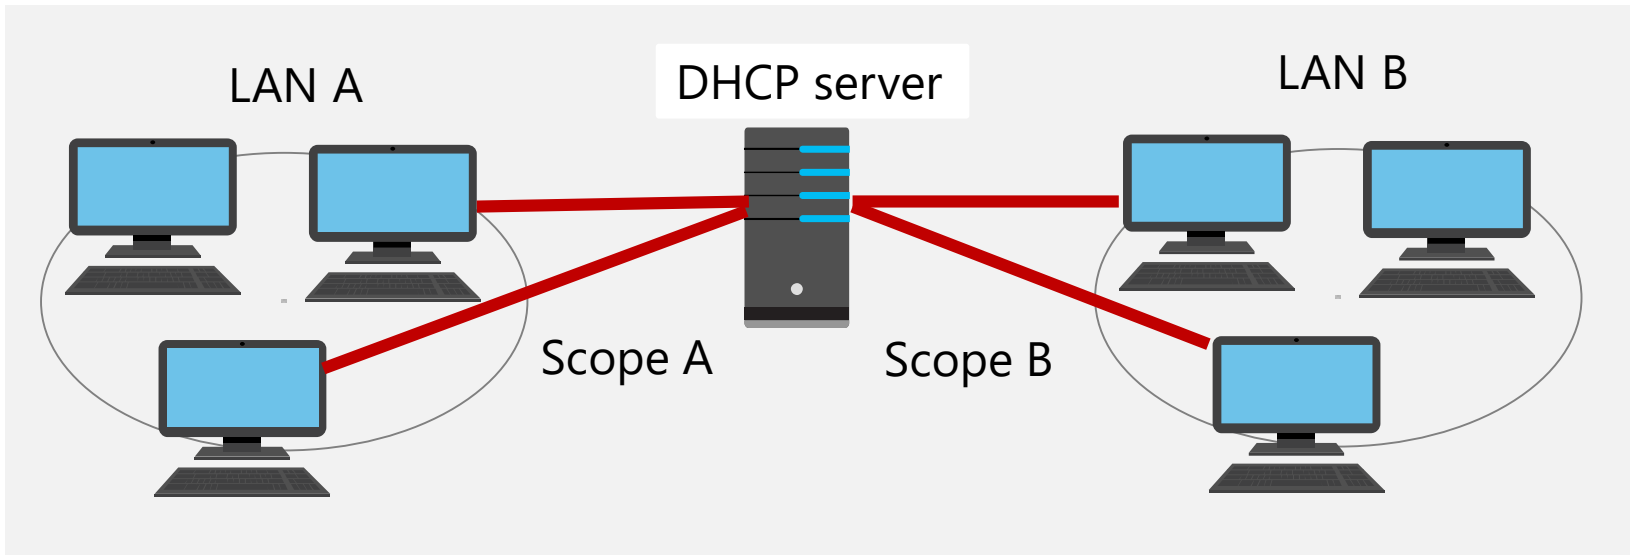 LAN A
DHCP server
LAN B
Scope A
Scope B